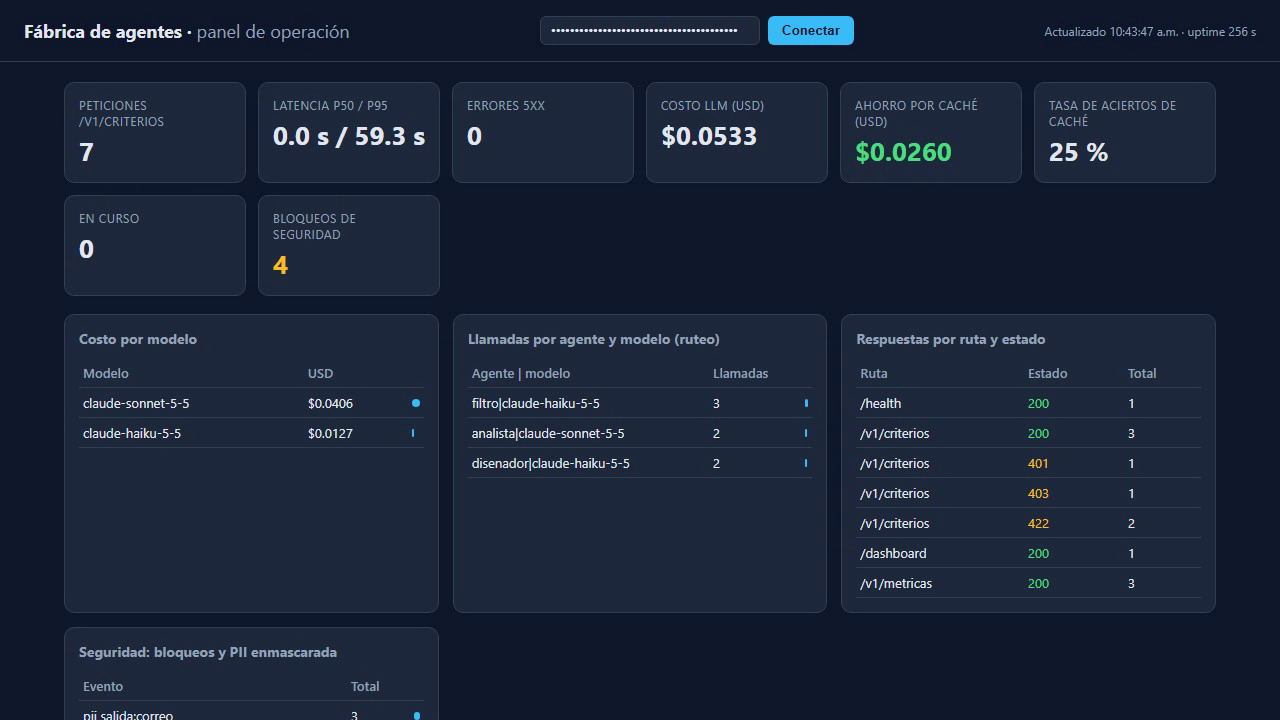 Fábrica de agentes · panel de operación
••••••••••••••••••••••••••••••••••••••• Conectar
Actualizado 10:43:47 a.m. · uptime 256 s
PETICIONES
/V1/CRITERIOS
7
LATENCIA P50 / P95
0.0 s / 59.3 s
ERRORES 5XX
0
COSTO LLM (USD)
$0.0533
AHORRO POR CACHÉ
(USD)
$0.0260
TASA DE ACIERTOS DE
CACHÉ
25 %
EN CURSO
0
BLOQUEOS DE
SEGURIDAD
4
Costo por modelo
Modelo USD
claude-sonnet-5-5 $0.0406
claude-haiku-5-5 $0.0127
Llamadas por agente y modelo (ruteo)
Agente | modelo Llamadas
filtro|claude-haiku-5-5 3
analista|claude-sonnet-5-5 2
disenador|claude-haiku-5-5 2
Respuestas por ruta y estado
Ruta Estado Total
/health 200 1
/v1/criterios 200 3
/v1/criterios 401 1
/v1/criterios 403 1
/v1/criterios 422 2
/dashboard 200 1
/v1/metricas 200 3
Seguridad: bloqueos y PII enmascarada
Evento Total
pii salida:correo 3